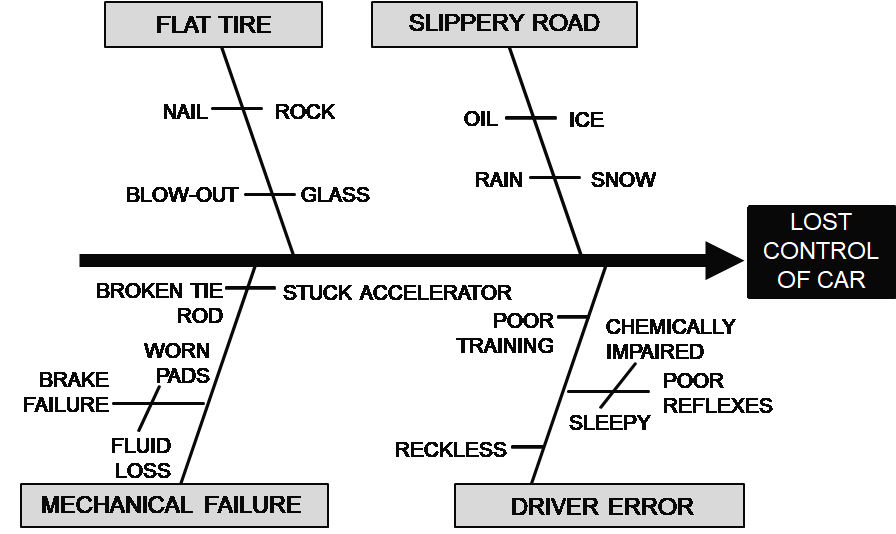 FLAT TIRE
SLIPPERY ROAD
NAIL
ROCK
OIL
ICE
RAIN
SNOW
BLOW-OUT
GLASS
LOST
CONTROL
OF CAR
BROKEN TIE
ROD
STUCK ACCELERATOR
POOR
TRAINING
CHEMICALLY
IMPAIRED
WORN
PADS
BRAKE
FAILURE
POOR
REFLEXES
SLEEPY
FLUID
LOSS
RECKLESS
MECHANICAL FAILURE
DRIVER ERROR